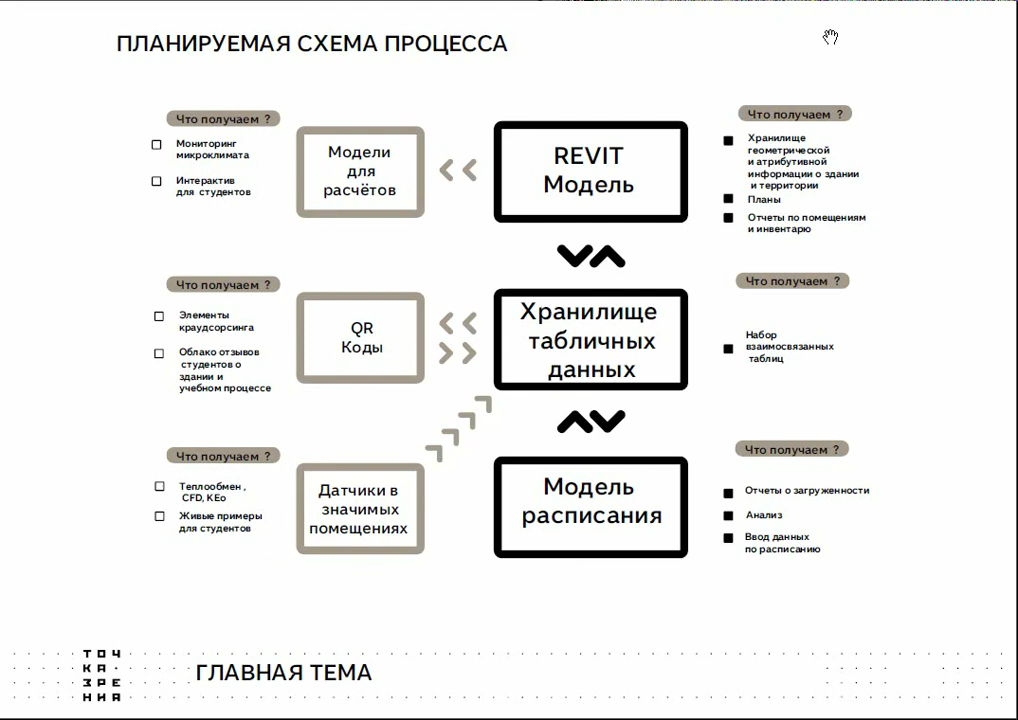 ПЛАНИРУЕМАЯ СХЕМА ПРОЦЕССА
Что получаем ?
Мониторинг
микроклимата
Интерактив
для студентов
Модели
для
расчётов
REVIT
Модель
Что получаем ?
Хранилище
геометрической
и атрибутивной
информации о здании
и территории
Планы
Отчеты по помещениям
и инвентарю
Что получаем ?
Элементы
краудсорсинга
Облако отзывов
студентов о
здании и
учебном процессе
QR
Коды
Хранилище
табличных
данных
Что получаем ?
Набор
взаимосвязанных
таблиц
Что получаем ?
Теплообмен ,
CFD, КЕо
Живые примеры
для студентов
Датчики в
значимых
помещениях
Модель
расписания
Что получаем ?
Отчеты о загруженности
Анализ
Ввод данных
по расписанию
ТОЧ
КА
ЗРЕ
НИЯ
ГЛАВНАЯ ТЕМА